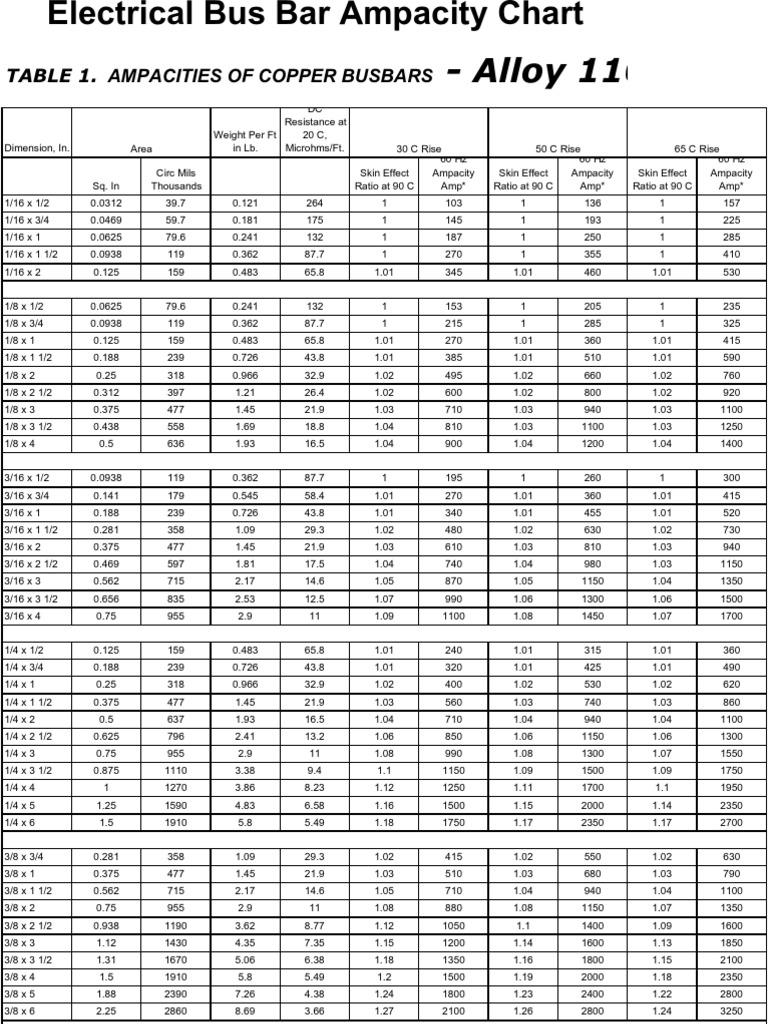 Electrical Bus Bar Ampacity Chart
TABLE 1. AMPACITIES OF COPPER BUSBARS - Alloy 11
Dimension, In. Area Weight Per Ft in Lb. DC Resistance at 20 C, Microhms/Ft. 30 C Rise 50 C Rise 65 C Rise
Sq. In Circ Mils Thousands Skin Effect Ratio at 90 C 60 Hz Ampacity Amp* Skin Effect Ratio at 90 C 60 Hz Ampacity Amp* Skin Effect Ratio at 90 C 60 Hz Ampacity Amp*
1/16 x 1/2 0.0312 39.7 0.121 264 1 103 1 136 1 157
1/16 x 3/4 0.0469 59.7 0.181 175 1 145 1 193 1 225
1/16 x 1 0.0625 79.6 0.241 132 1 187 1 250 1 285
1/16 x 1 1/2 0.0938 119 0.362 87.7 1 270 1 355 1 410
1/16 x 2 0.125 159 0.483 65.8 1.01 345 1.01 460 1.01 530
1/8 x 1/2 0.0625 79.6 0.241 132 1 153 1 205 1 235
1/8 x 3/4 0.0938 119 0.362 87.7 1 215 1 285 1 325
1/8 x 1 0.125 159 0.483 65.8 1.01 270 1.01 360 1.01 415
1/8 x 1 1/2 0.188 239 0.726 43.8 1.01 385 1.01 510 1.01 590
1/8 x 2 0.25 318 0.966 32.9 1.02 495 1.02 660 1.02 760
1/8 x 2 1/2 0.312 397 1.21 26.4 1.02 600 1.02 800 1.02 920
1/8 x 3 0.375 477 1.45 21.9 1.03 710 1.03 940 1.03 1100
1/8 x 3 1/2 0.438 558 1.69 18.8 1.04 810 1.03 1100 1.03 1250
1/8 x 4 0.5 636 1.93 16.5 1.04 900 1.04 1200 1.04 1400
3/16 x 1/2 0.0938 119 0.362 87.7 1 195 1 260 1 300
3/16 x 3/4 0.141 179 0.545 58.4 1.01 270 1.01 360 1.01 415
3/16 x 1 0.188 239 0.726 43.8 1.01 340 1.01 455 1.01 520
3/16 x 1 1/2 0.281 358 1.09 29.3 1.02 480 1.02 630 1.02 730
3/16 x 2 0.375 477 1.45 21.9 1.03 610 1.03 810 1.03 940
3/16 x 2 1/2 0.469 597 1.81 17.5 1.04 740 1.04 980 1.03 1150
3/16 x 3 0.562 715 2.17 14.6 1.05 870 1.05 1150 1.04 1350
3/16 x 3 1/2 0.656 835 2.53 12.5 1.07 990 1.06 1300 1.06 1500
3/16 x 4 0.75 955 2.9 11 1.09 1100 1.08 1450 1.07 1700
1/4 x 1/2 0.125 159 0.483 65.8 1.01 240 1.01 315 1.01 360
1/4 x 3/4 0.188 239 0.726 43.8 1.01 320 1.01 425 1.01 490
1/4 x 1 0.25 318 0.966 32.9 1.02 400 1.02 530 1.02 620
1/4 x 1 1/2 0.375 477 1.45 21.9 1.03 560 1.03 740 1.03 860
1/4 x 2 0.5 637 1.93 16.5 1.04 710 1.04 940 1.04 1100
1/4 x 2 1/2 0.625 796 2.41 13.2 1.06 850 1.06 1150 1.06 1300
1/4 x 3 0.75 955 2.9 11 1.08 990 1.08 1300 1.07 1550
1/4 x 3 1/2 0.875 1110 3.38 9.4 1.1 1150 1.09 1500 1.09 1750
1/4 x 4 1 1270 3.86 8.23 1.12 1250 1.11 1700 1.1 1950
1/4 x 5 1.25 1590 4.83 6.58 1.16 1500 1.15 2000 1.14 2350
1/4 x 6 1.5 1910 5.8 5.49 1.18 1750 1.17 2350 1.17 2700
3/8 x 3/4 0.281 358 1.09 29.3 1.02 415 1.02 550 1.02 630
3/8 x 1 0.375 477 1.45 21.9 1.03 510 1.03 680 1.03 790
3/8 x 1 1/2 0.562 715 2.17 14.6 1.05 710 1.04 940 1.04 1100
3/8 x 2 0.75 955 2.9 11 1.08 880 1.08 1150 1.07 1350
3/8 x 2 1/2 0.938 1190 3.62 8.77 1.12 1050 1.1 1400 1.09 1600
3/8 x 3 1.12 1430 4.35 7.35 1.15 1200 1.14 1600 1.13 1850
3/8 x 3 1/2 1.31 1670 5.06 6.38 1.18 1350 1.16 1800 1.15 2100
3/8 x 4 1.5 1910 5.8 5.49 1.2 1500 1.19 2000 1.18 2350
3/8 x 5 1.88 2390 7.26 4.38 1.24 1800 1.23 2400 1.22 2800
3/8 x 6 2.25 2860 8.69 3.66 1.27 2100 1.26 2800 1.24 3250